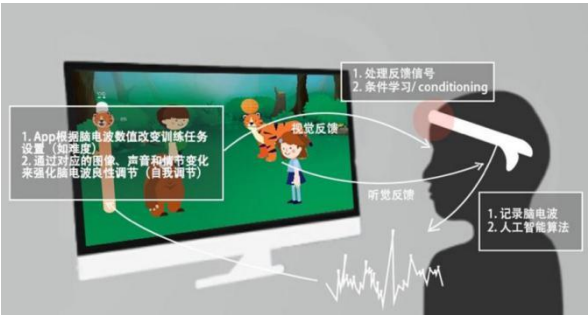 1. 处理反馈信号
2. 条件学习/ conditioning
1. App根据脑电波数值改变训练任务
设置（如难度）
2. 通过对应的图像、声音和情节变化
来强化脑电波良性调节（自我调节）
视觉反馈
听觉反馈
1. 记录脑电波
2. 人工智能算法